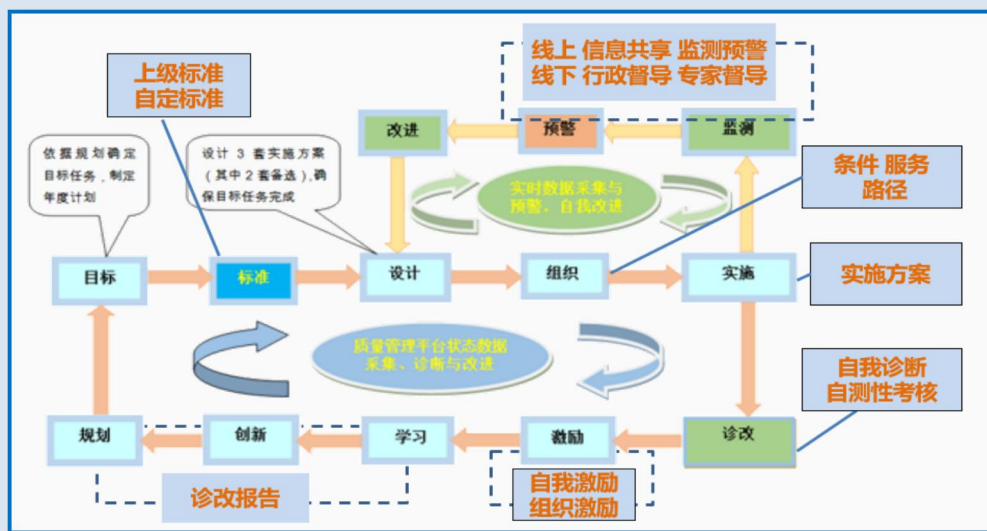 线上 信息共享 监测预警
线下 行政督导 专家督导
上级标准
自定标准
改进
预警
监测
依据规划确定
目标任务，制定
年度计划
设计 3 套实施方案
（其中2套备选），确
保目标任务完成
实时数据采集与
预警，自我改进
条件 服务
路径
目标
标准
设计
组织
实施
实施方案
质量管理平台状态数据
采集、诊断与改进
自我诊断
自测性考核
规划
创新
学习
激励
诊改
诊改报告
自我激励
组织激励